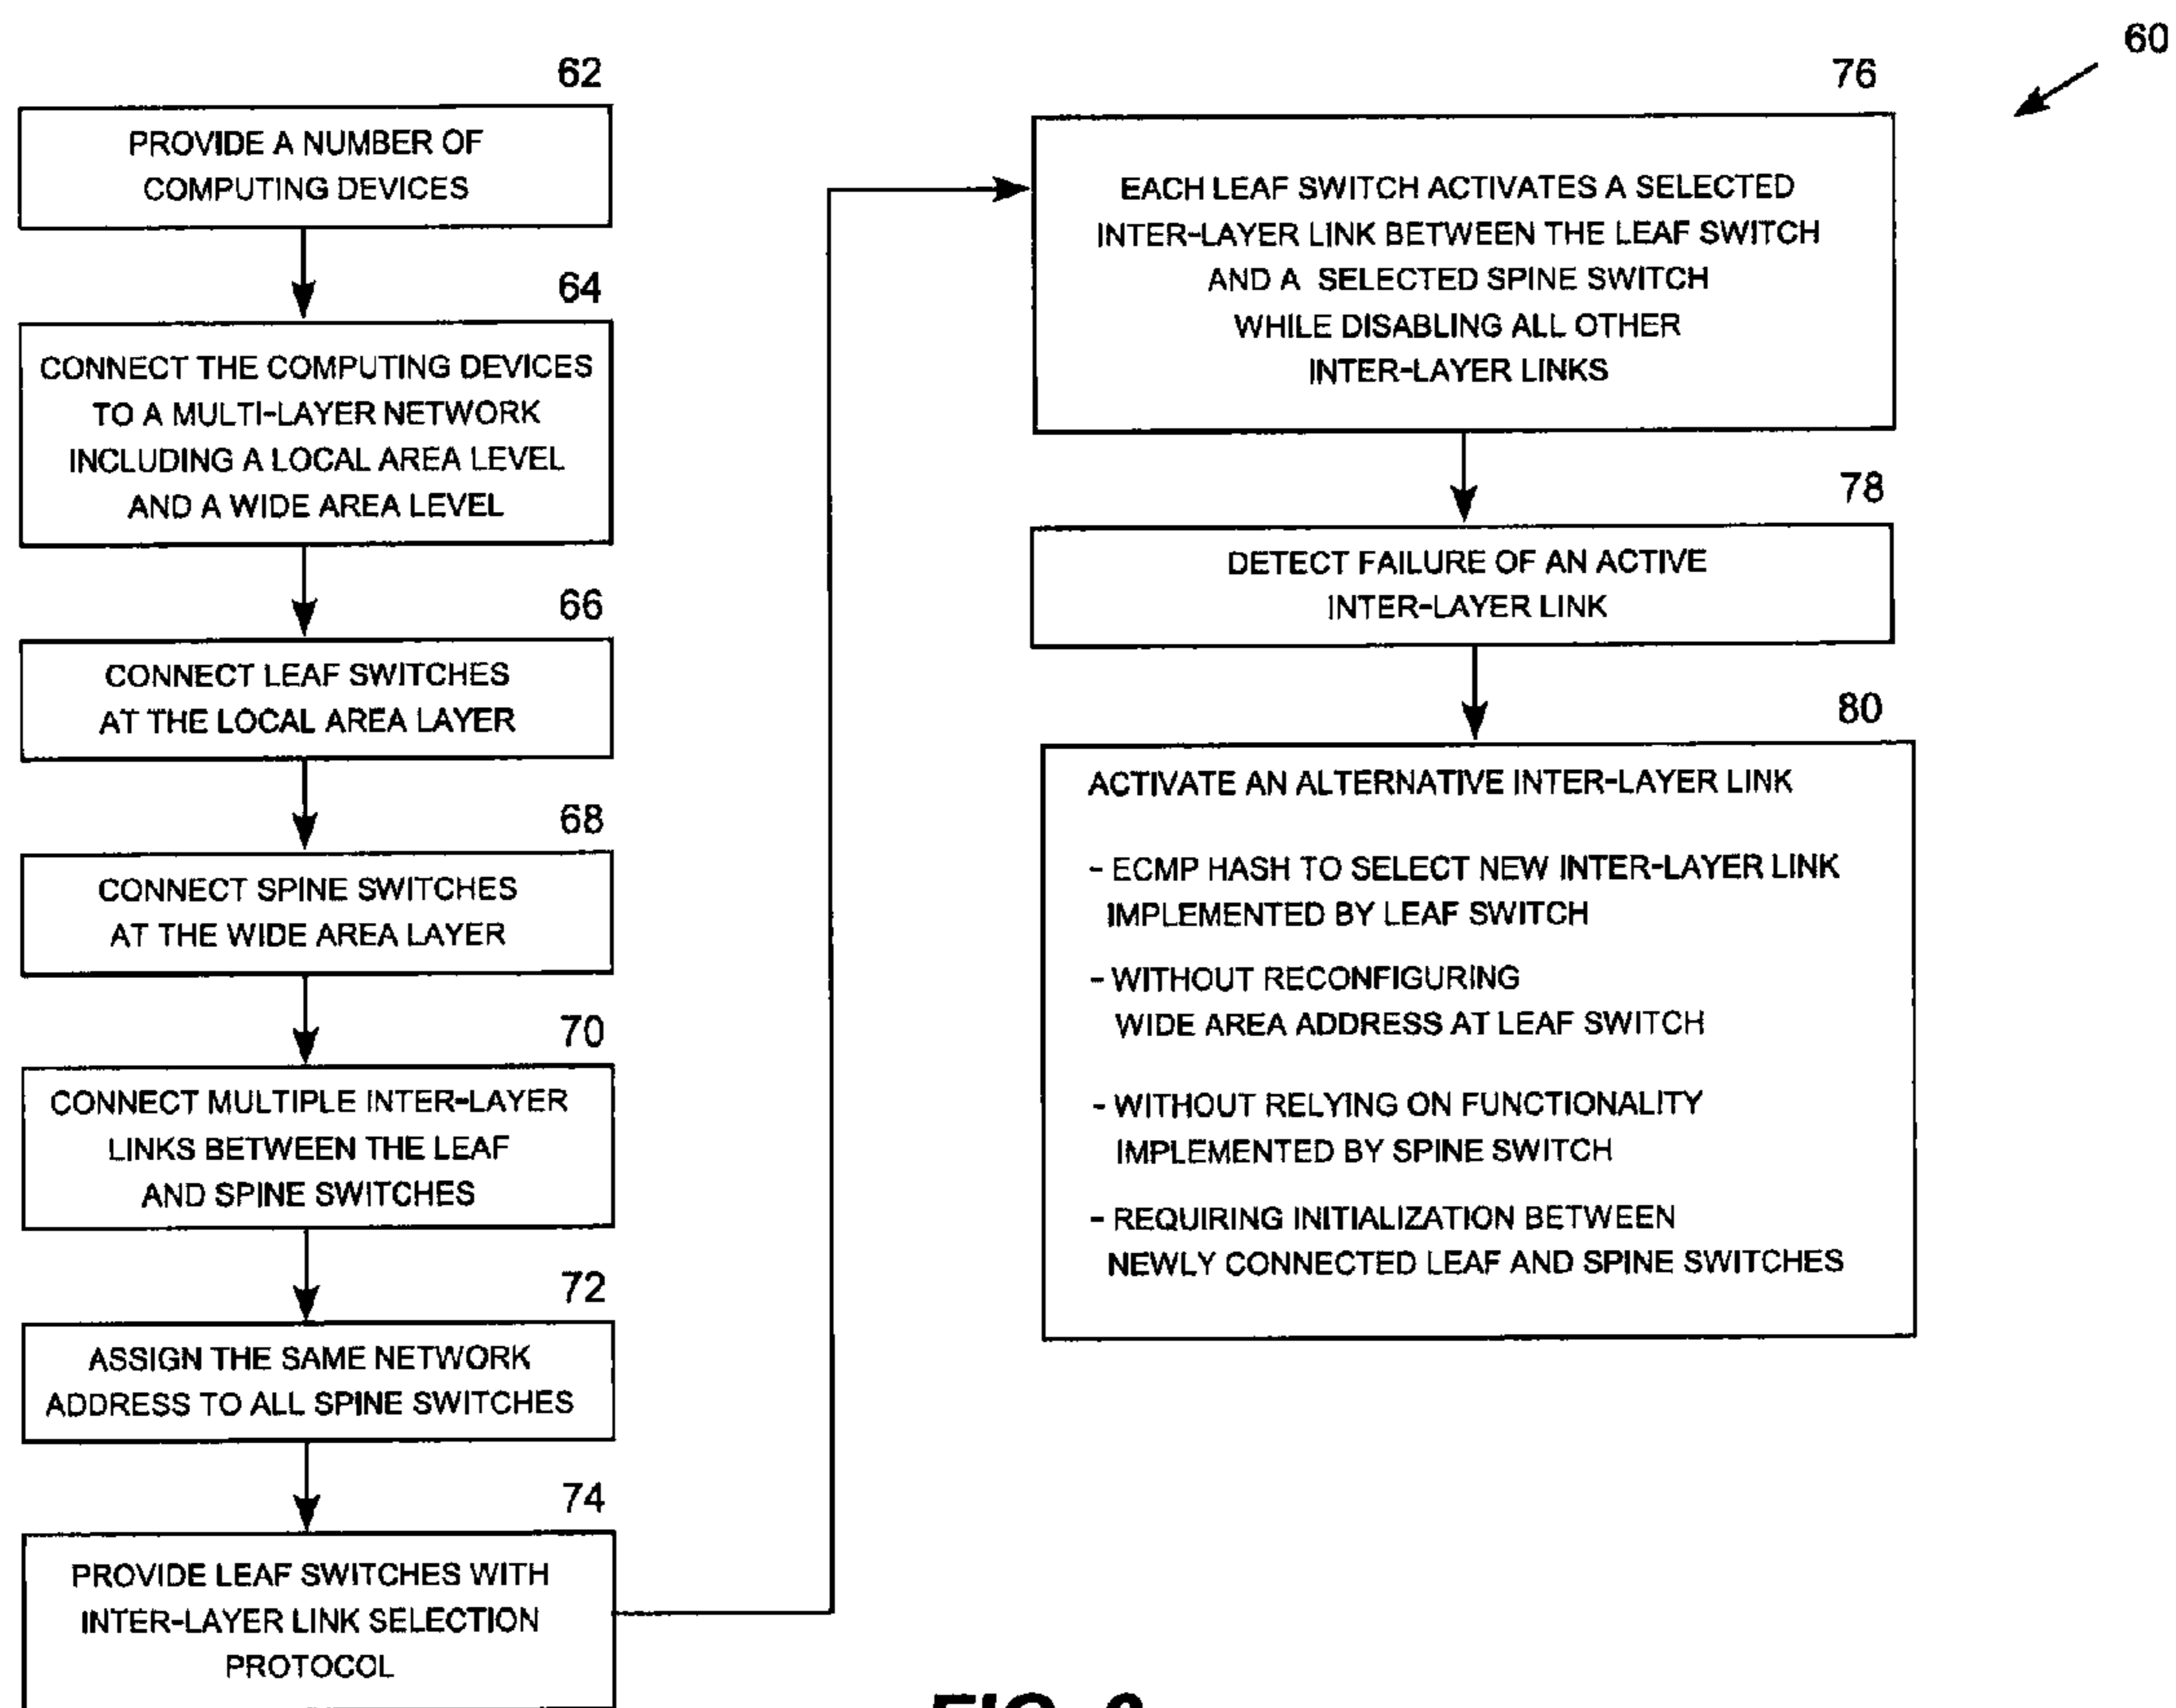 60
62
PROVIDE A NUMBER OF
COMPUTING DEVICES
64
CONNECT THE COMPUTING DEVICES
TO A MULTI-LAYER NETWORK
INCLUDING A LOCAL AREA LEVEL
AND A WIDE AREA LEVEL
66
CONNECT LEAF SWITCHES
AT THE LOCAL AREA LAYER
68
CONNECT SPINE SWITCHES
AT THE WIDE AREA LAYER
70
CONNECT MULTIPLE INTER-LAYER
LINKS BETWEEN THE LEAF
AND SPINE SWITCHES
72
ASSIGN THE SAME NETWORK
ADDRESS TO ALL SPINE SWITCHES
74
PROVIDE LEAF SWITCHES WITH
INTER-LAYER LINK SELECTION
PROTOCOL
76
EACH LEAF SWITCH ACTIVATES A SELECTED
INTER-LAYER LINK BETWEEN THE LEAF SWITCH
AND A SELECTED SPINE SWITCH
WHILE DISABLING ALL OTHER
INTER-LAYER LINKS
78
DETECT FAILURE OF AN ACTIVE
INTER-LAYER LINK
80
ACTIVATE AN ALTERNATIVE INTER-LAYER LINK
- ECMP HASH TO SELECT NEW INTER-LAYER LINK
IMPLEMENTED BY LEAF SWITCH
- WITHOUT RECONFIGURING
WIDE AREA ADDRESS AT LEAF SWITCH
- WITHOUT RELYING ON FUNCTIONALITY
IMPLEMENTED BY SPINE SWITCH
- REQUIRING INITIALIZATION BETWEEN
NEWLY CONNECTED LEAF AND SPINE SWITCHES
FIG.